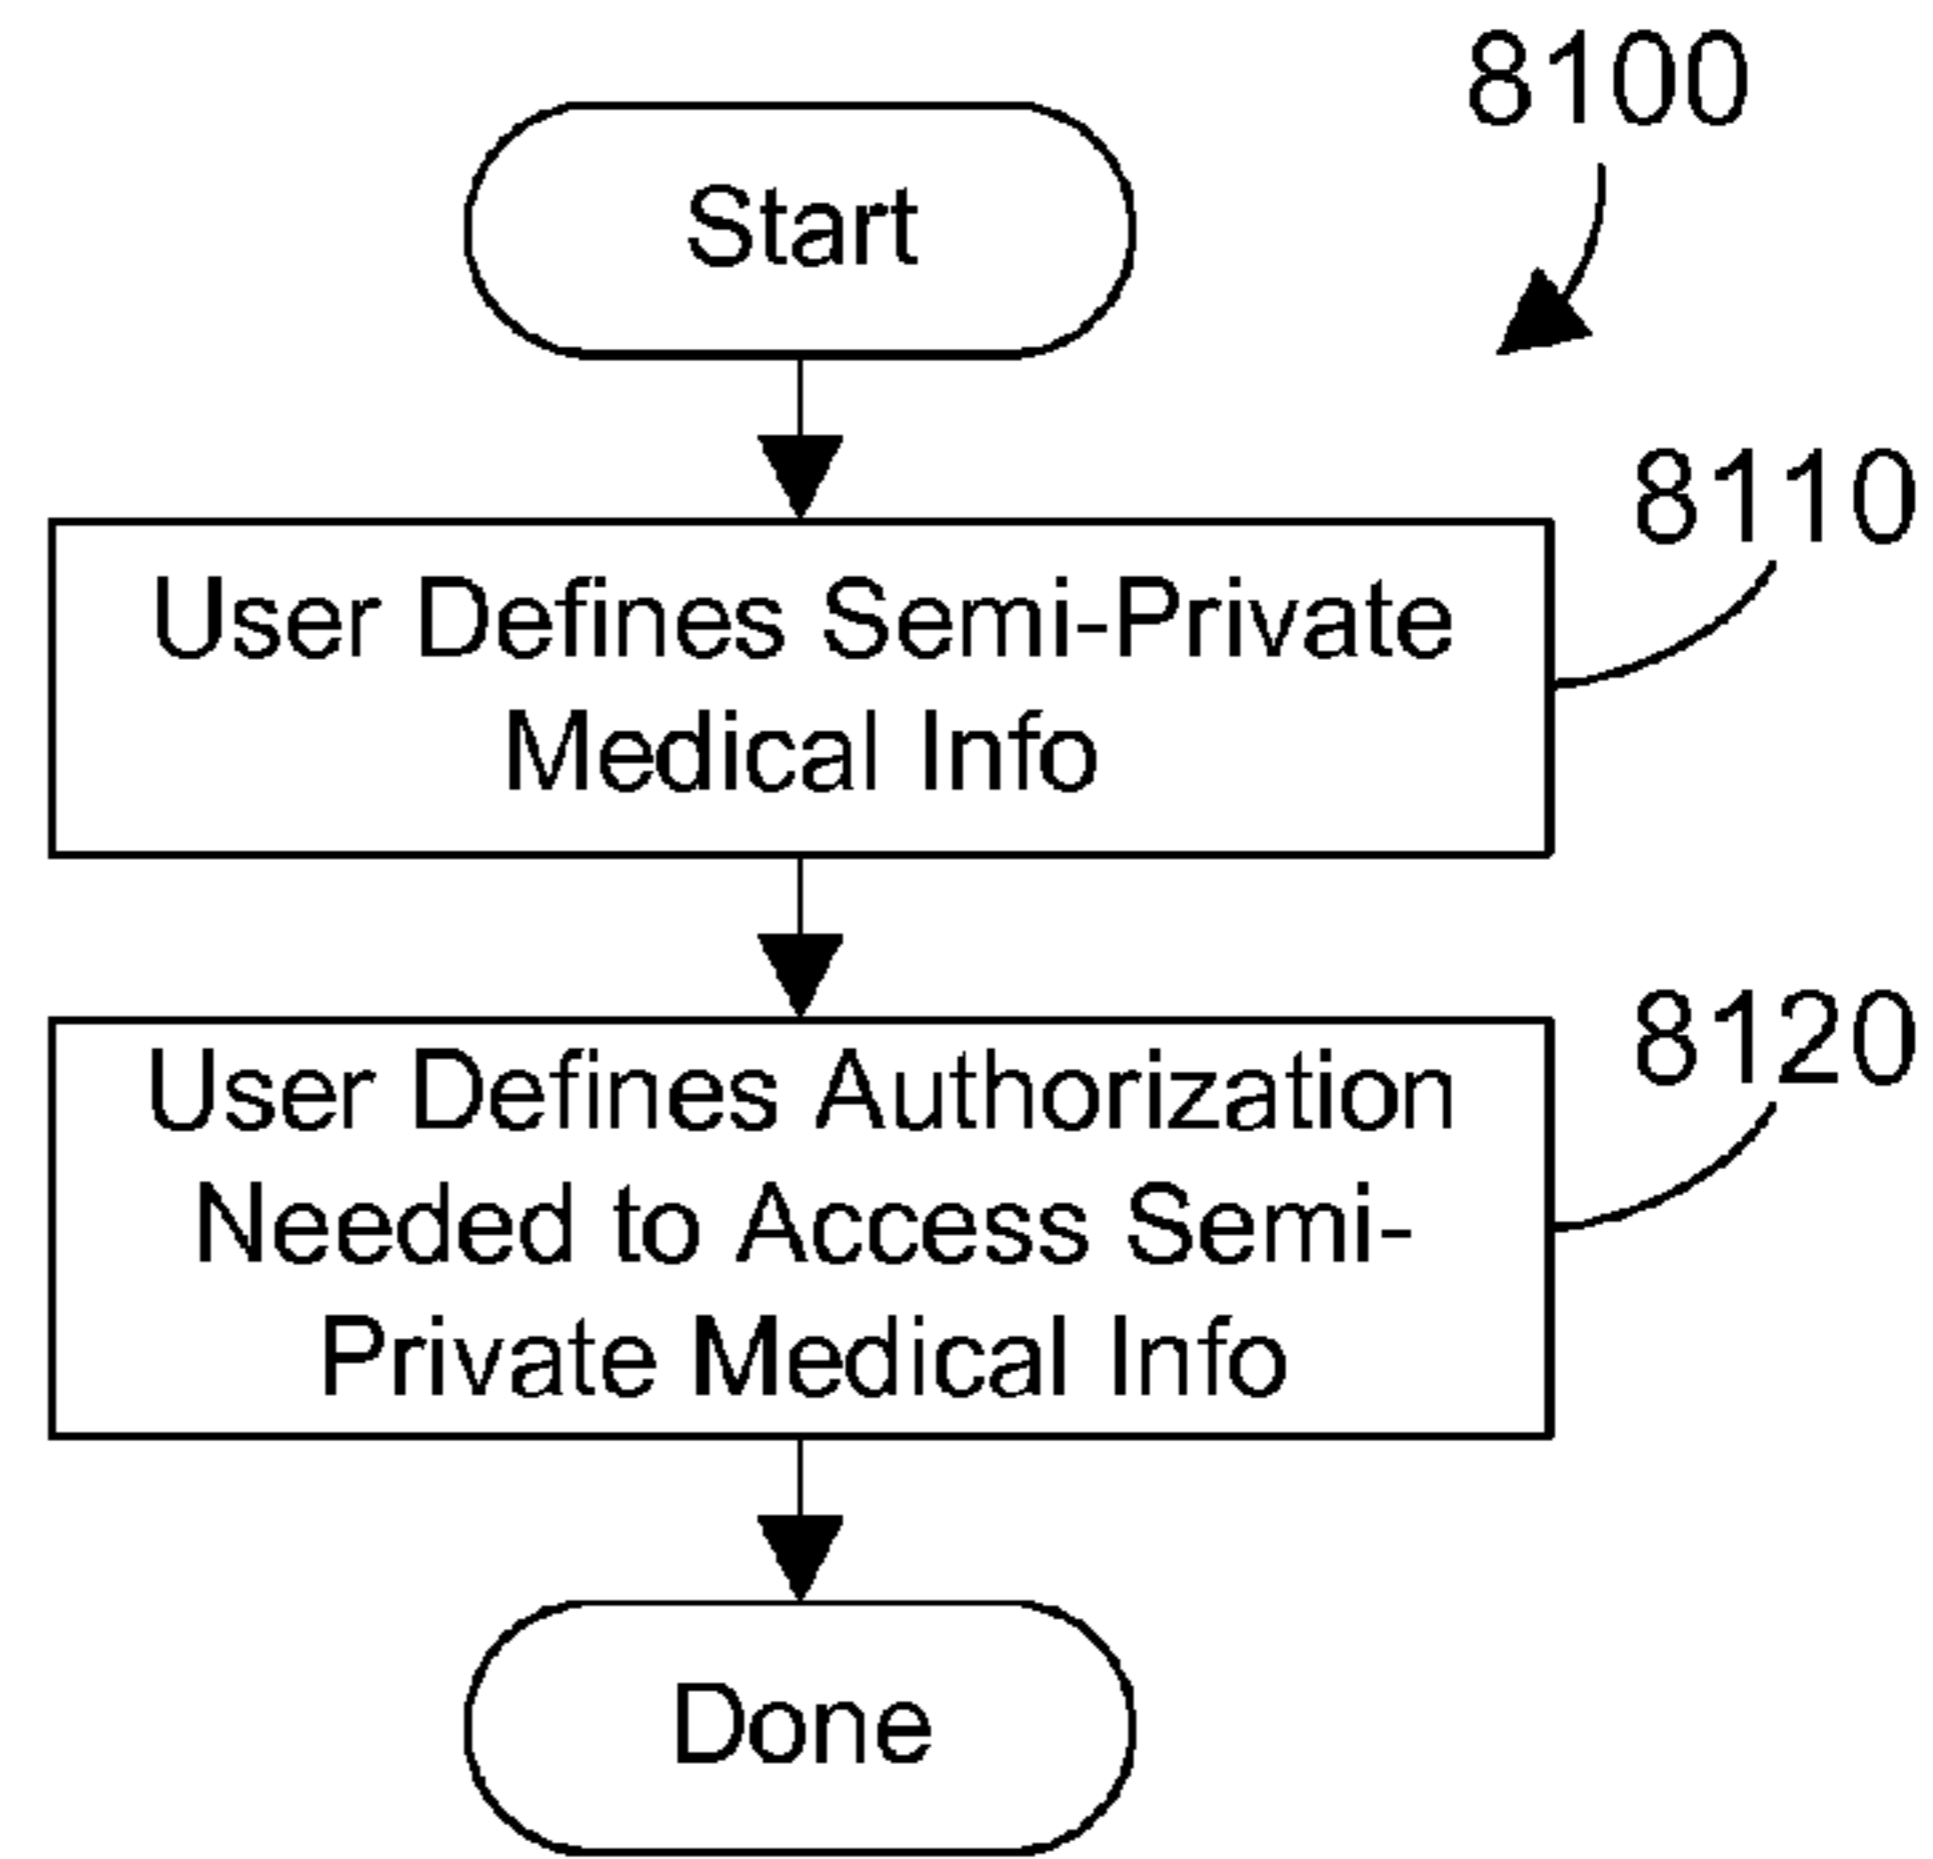 8100
Start
8110
User Defines Semi-Private
Medical Info
8120
User Defines Authorization
Needed to Access Semi-
Private Medical Info
Done